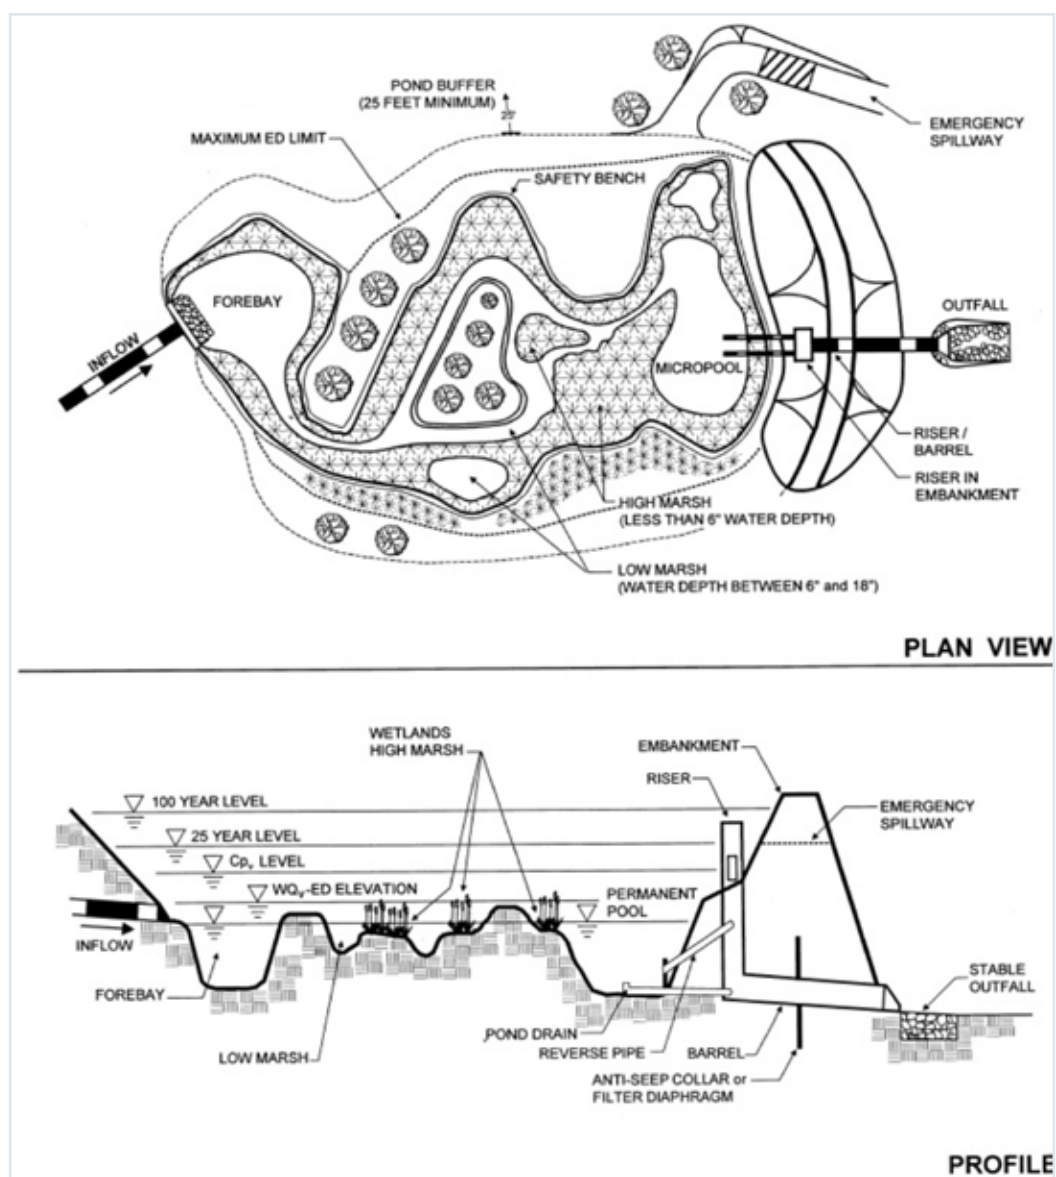 POND BUFFER
(25 FEET MINIMUM)
25'
MAXIMUM ED LIMIT
EMERGENCY
SPILLWAY
SAFETY BENCH
FOREBAY
INFLOW
OUTFALL
MICROPOOL
RISER /
BARREL
RISER IN
EMBANKMENT
HIGH MARSH
(LESS THAN 6" WATER DEPTH)
LOW MARSH
(WATER DEPTH BETWEEN 6" and 18")
PLAN VIEW
WETLANDS
HIGH MARSH
EMBANKMENT
RISER
100 YEAR LEVEL
EMERGENCY
SPILLWAY
25 YEAR LEVEL
Cpᵥ LEVEL
WQᵥ-ED ELEVATION
PERMANENT
POOL
INFLOW
FOREBAY
STABLE
OUTFALL
POND DRAIN
LOW MARSH
REVERSE PIPE
BARREL
ANTI-SEEP COLLAR or
FILTER DIAPHRAGM
PROFILE